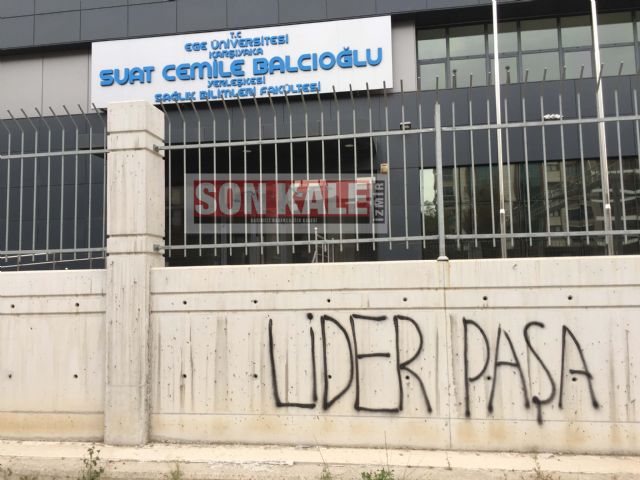 T.C
EGE ÜNİVERSİTESİ
KARŞIYAKA
SUAT CEMİLE BALCIOĞLU
YERLEŞKESİ
SAĞLIK BİLİMLERİ FAKÜLTESİ
SON KALE
İZMİR
LİDER PAŞA